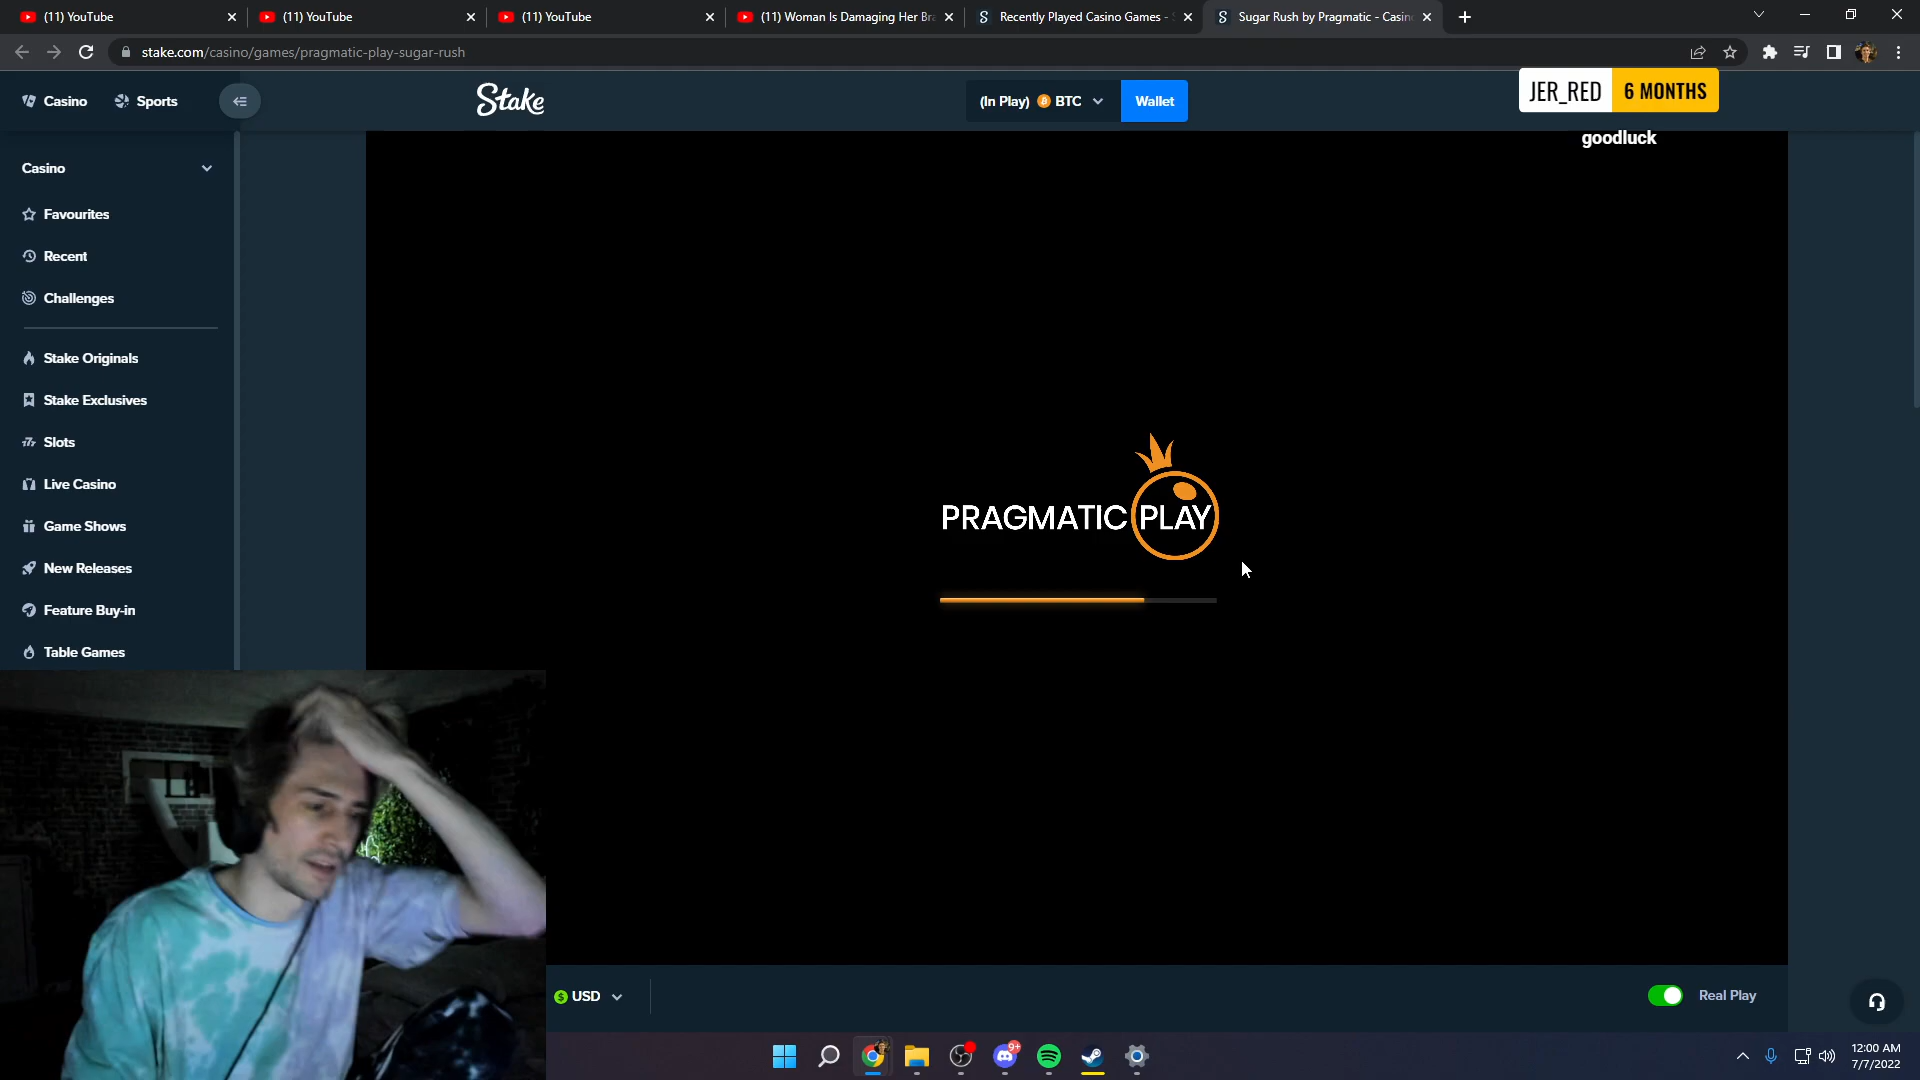 (11) YouTube
(11) YouTube
(11) YouTube
(11) Woman Is Damaging Her Br
Recently Played Casino Games -
Sugar Rush by Pragmatic - Casin
stake.com/casino/games/pragmatic-play-sugar-rush
Casino
Sports
Stake
(In Play) BTC
Wallet
JER_RED 6 MONTHS
goodluck
Casino
Favourites
Recent
Challenges
Stake Originals
Stake Exclusives
Slots
Live Casino
Game Shows
New Releases
Feature Buy-in
Table Games
PRAGMATIC PLAY
USD
Real Play
9+
12:00 AM
7/7/2022